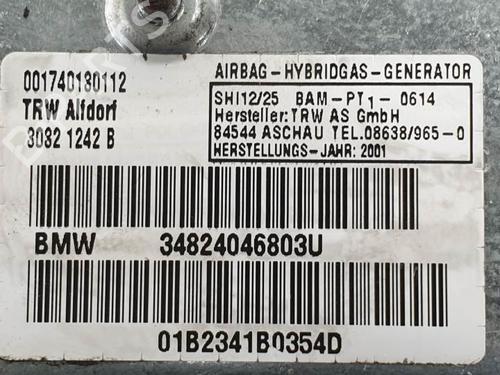 001740180112
TRW Alfdorf
3082 1242 B
AIRBAG-HYBRIDGAS-GENERATOR
SHI12/25 BAM-PT1-0614
Hersteller: TRW AS GmbH
84544 ASCHAU TEL.08638/965-0
HERSTELLUNGS-JAHR: 2001
BMW 34824046803U
01B2341B0354D